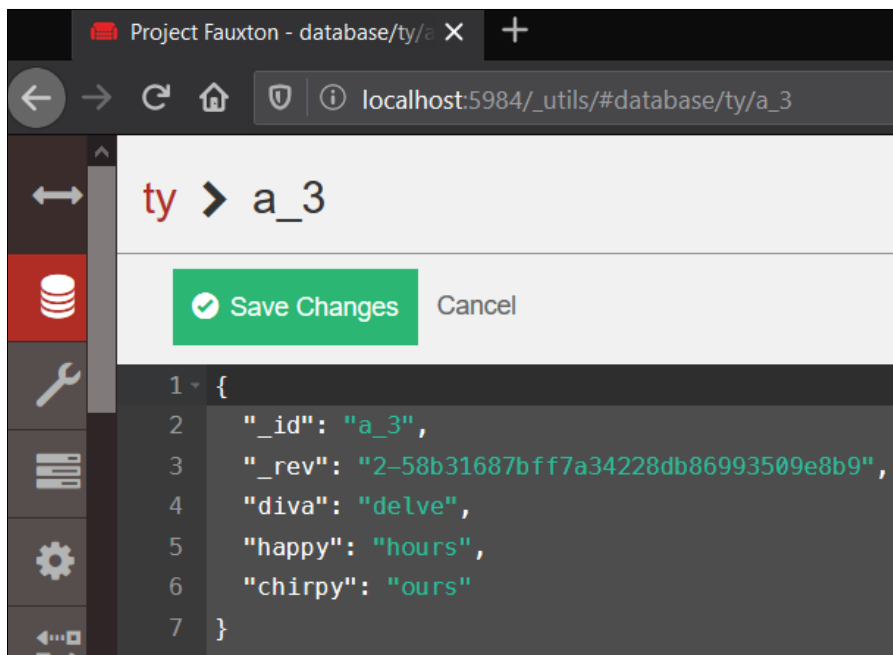 Project Fauxton - database/ty/a
localhost:5984/_utils/#database/ty/a_3
ty > a_3
Save Changes Cancel
1 {
2 "_id": "a_3",
3 "_rev": "2-58b31687bff7a34228db86993509e8b9",
4 "diva": "delve",
5 "happy": "hours",
6 "chirpy": "ours"
7 }